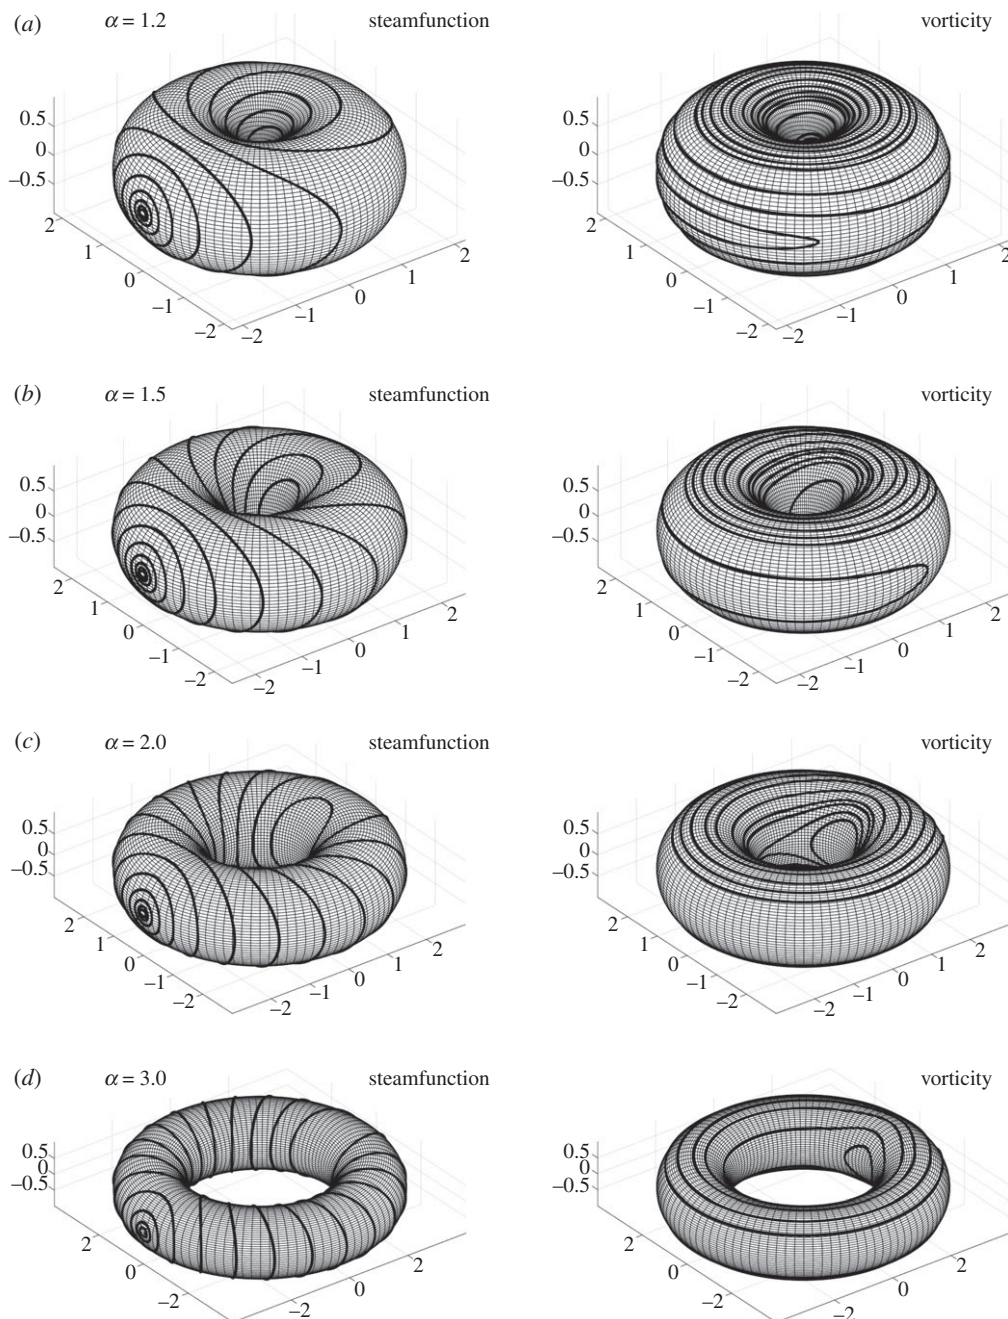 (a) α = 1.2 steamfunction vorticity
0.5 0.5
0 0
−0.5 −0.5
2 2 2 2
1 1 1 1
0 0 0 0
−1 −1 −1 −1
−2 −2 −2 −2
(b) α = 1.5 steamfunction vorticity
0.5 0.5
0 0
−0.5 −0.5
2 2 2 2
1 1 1 1
0 0 0 0
−1 −1 −1 −1
−2 −2 −2 −2
(c) α = 2.0 steamfunction vorticity
0.5 0.5
0 0
−0.5 −0.5
2 2 2 2
1 1 1 1
0 0 0 0
−1 −1 −1 −1
−2 −2 −2 −2
(d) α = 3.0 steamfunction vorticity
0.5 0.5
0 0
−0.5 −0.5
2 2 2 2
0 0 0 0
−2 −2 −2 −2